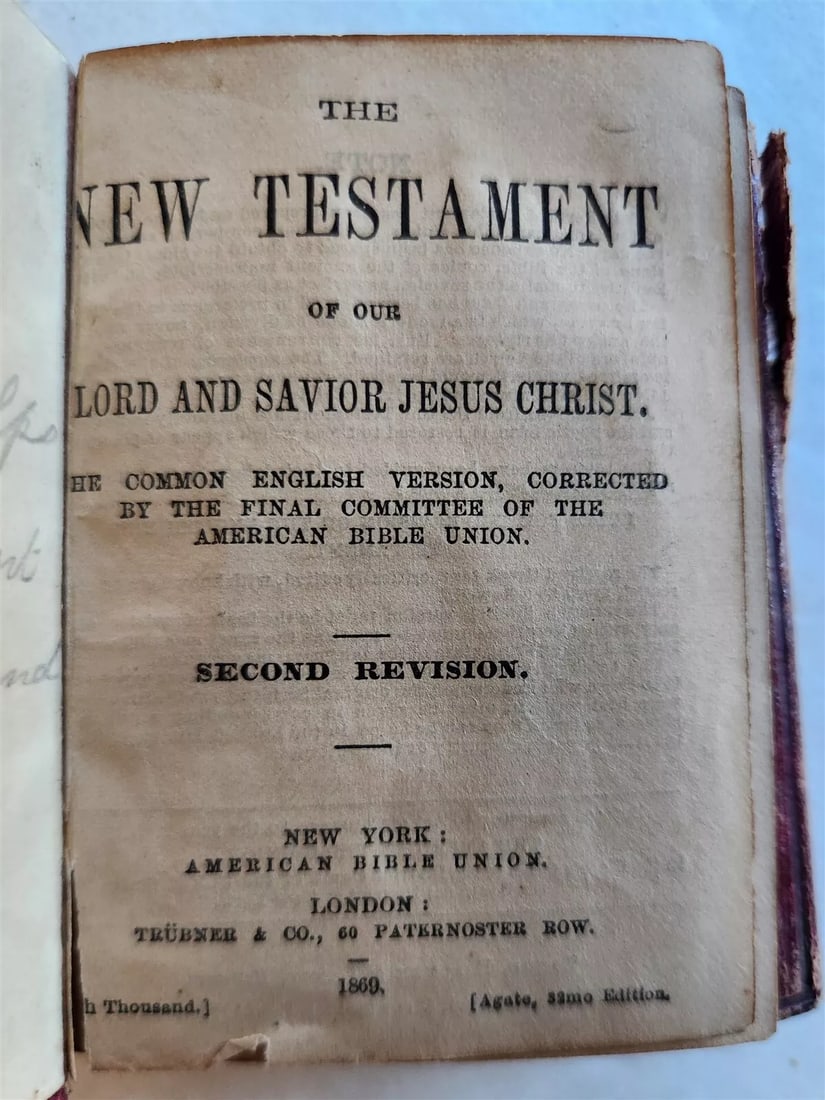 THE
NEW TESTAMENT
OF OUR
LORD AND SAVIOR JESUS CHRIST.
HE COMMON ENGLISH VERSION, CORRECTED
BY THE FINAL COMMITTEE OF THE
AMERICAN BIBLE UNION.
SECOND REVISION.
NEW YORK:
AMERICAN BIBLE UNION.
LONDON:
TRÜBNER & CO., 60 PATERNOSTER ROW.
1869.
h Thousand.] [Agate, 32mo Edition.